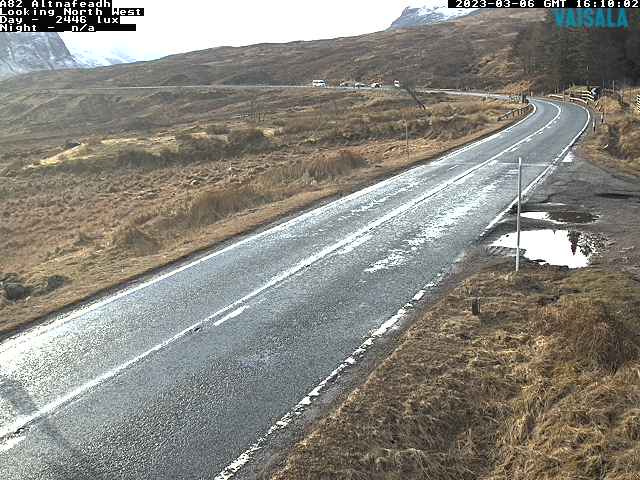 A82 Altnafeadh
Looking North West
Day - 2446 lux
Night - n/a
2023-03-06 GMT 16:10:02
VAISALA